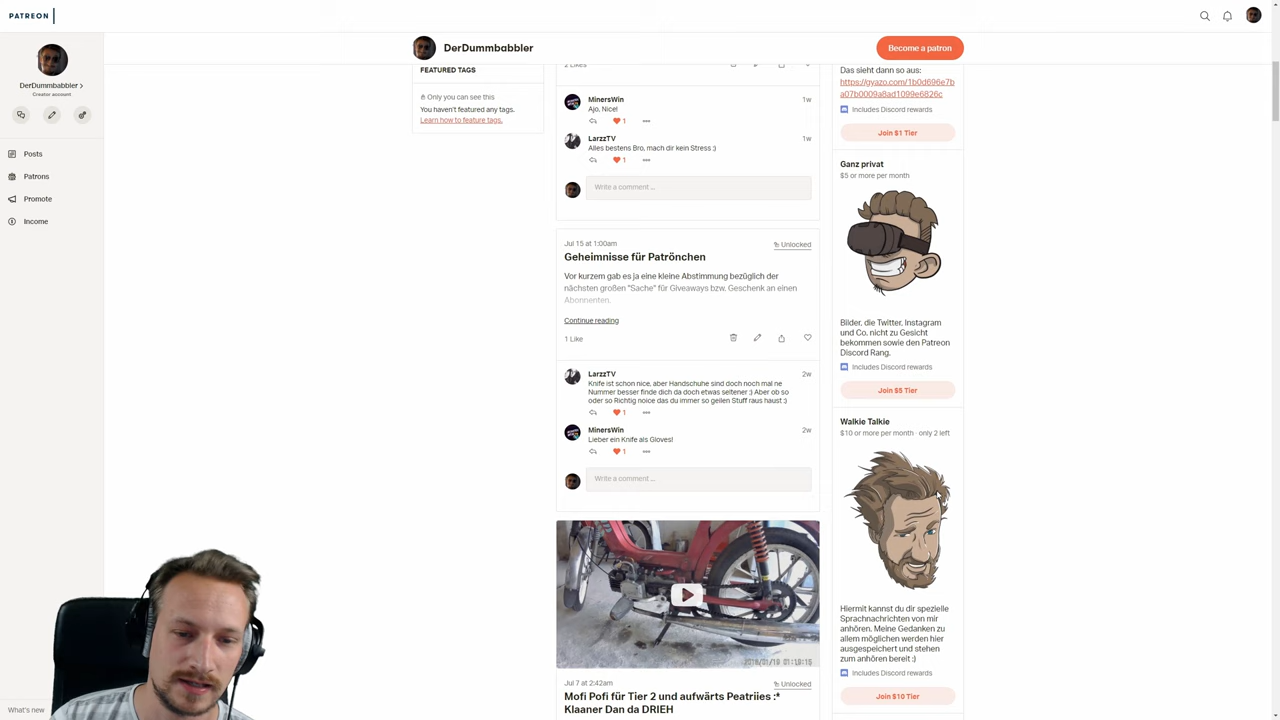 PATREON
DerDummbabbler
Become a patron
DerDummbabbler
Creator account
Posts
Patrons
Promote
Income
What's new
FEATURED TAGS
Only you can see this
You haven't featured any tags.
Learn how to feature tags.
2 Likes
MinersWin
1w
Ajo, Nice!
1
LarzzTV
1w
Alles bestens Bro, mach dir kein Stress :)
1
Write a comment ...
Jul 15 at 1:00am
Unlocked
Geheimnisse für Patrönchen
Vor kurzem gab es ja eine kleine Abstimmung bezüglich der
nächsten großen "Sache" für Giveaways bzw. Geschenk an einen
Abonnenten.
Continue reading
1 Like
LarzzTV
2w
Knife ist schon nice, aber Handschuhe sind doch noch mal ne
Nummer besser finde dich da doch etwas seltener :) Aber ob so
oder so Richtig noice das du immer so geilen Stuff raus haust :)
1
MinersWin
2w
Lieber ein Knife als Gloves!
1
Write a comment ...
2016/01/19 01:19:15
Jul 7 at 2:42am
Unlocked
Mofi Pofi für Tier 2 und aufwärts Peatriies :*
Klaaner Dan da DRIEH
Das sieht dann so aus:
https://gyazo.com/1b0d696e7b
a07b0009a8ad1099e6826c
Includes Discord rewards
Join $1 Tier
Ganz privat
$5 or more per month
Bilder, die Twitter, Instagram
und Co. nicht zu Gesicht
bekommen sowie den Patreon
Discord Rang.
Includes Discord rewards
Join $5 Tier
Walkie Talkie
$10 or more per month · only 2 left
Hiermit kannst du dir spezielle
Sprachnachrichten von mir
anhören. Meine Gedanken zu
allem möglichen werden hier
ausgespeichert und stehen
zum anhören bereit ;)
Includes Discord rewards
Join $10 Tier